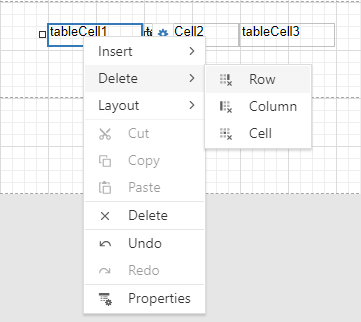 tableCell1 Cell2 tableCell3
Insert
Delete
Row
Layout
Column
Cut
Cell
Copy
Paste
Delete
Undo
Redo
Properties